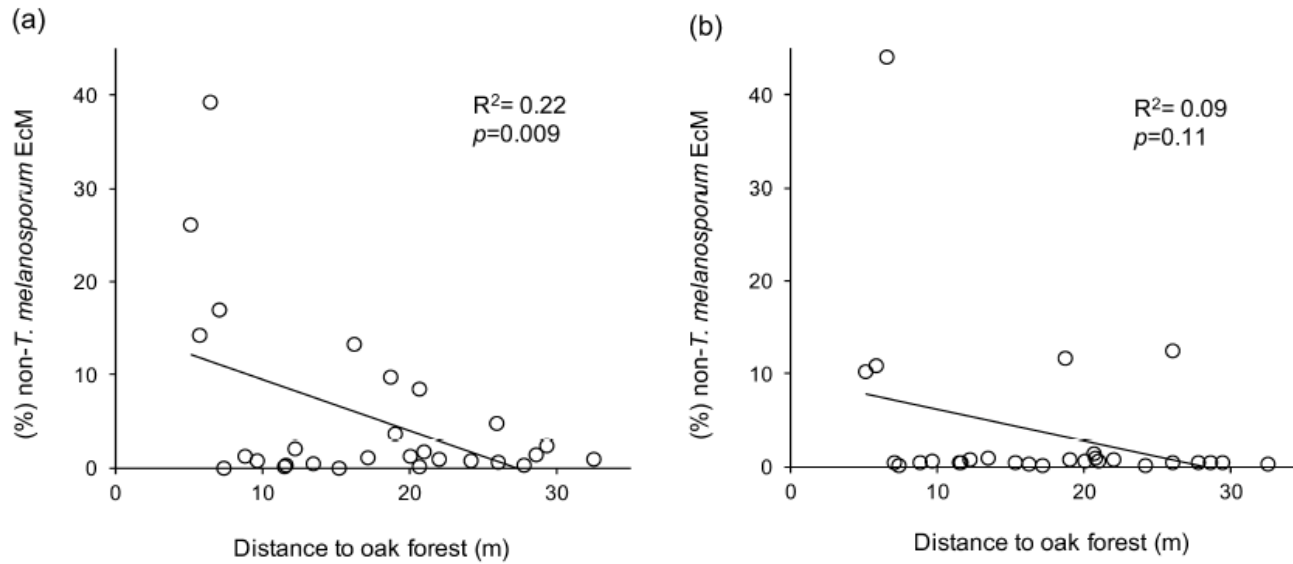 (a)
(%) non-T. melanosporum EcM
40
30
20
10
0
R²= 0.22
p=0.009
0 10 20 30
Distance to oak forest (m)
(b)
(%) non-T. melanosporum EcM
40
30
20
10
0
R²= 0.09
p=0.11
0 10 20 30
Distance to oak forest (m)